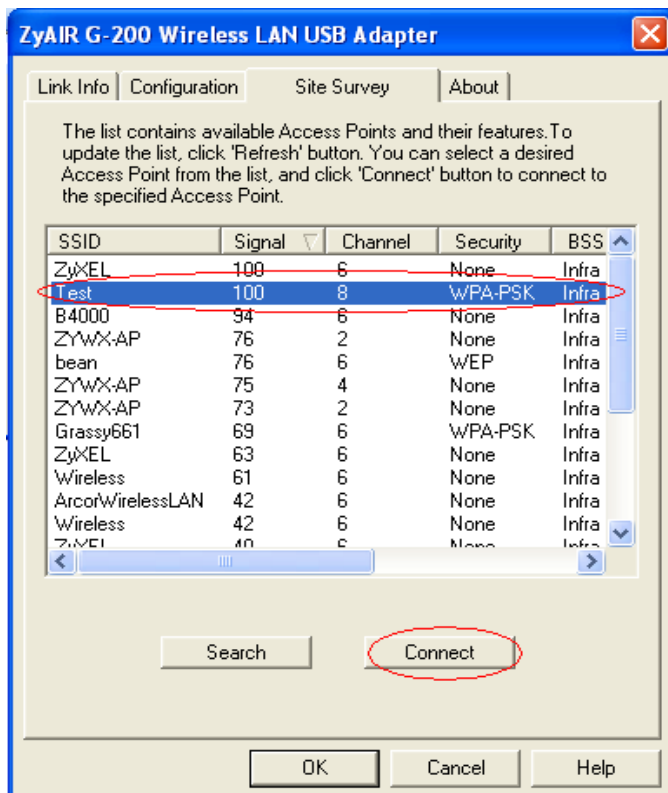 ZyAIR G-200 Wireless LAN USB Adapter
Link Info Configuration Site Survey About
The list contains available Access Points and their features.To
update the list, click 'Refresh' button. You can select a desired
Access Point from the list, and click 'Connect' button to connect to
the specified Access Point.
SSID Signal Channel Security BSS
ZyXEL 100 6 None Infra
Test 100 8 WPA-PSK Infra
B4000 94 6 None Infra
ZYWX-AP 76 2 None Infra
bean 76 6 WEP Infra
ZYWX-AP 75 4 None Infra
ZYWX-AP 73 2 None Infra
Grassy661 69 6 WPA-PSK Infra
ZyXEL 63 6 None Infra
Wireless 61 6 None Infra
ArcorWirelessLAN 42 6 None Infra
Wireless 42 6 None Infra
ZyXEL 40 6 None Infra
Search Connect
OK Cancel Help